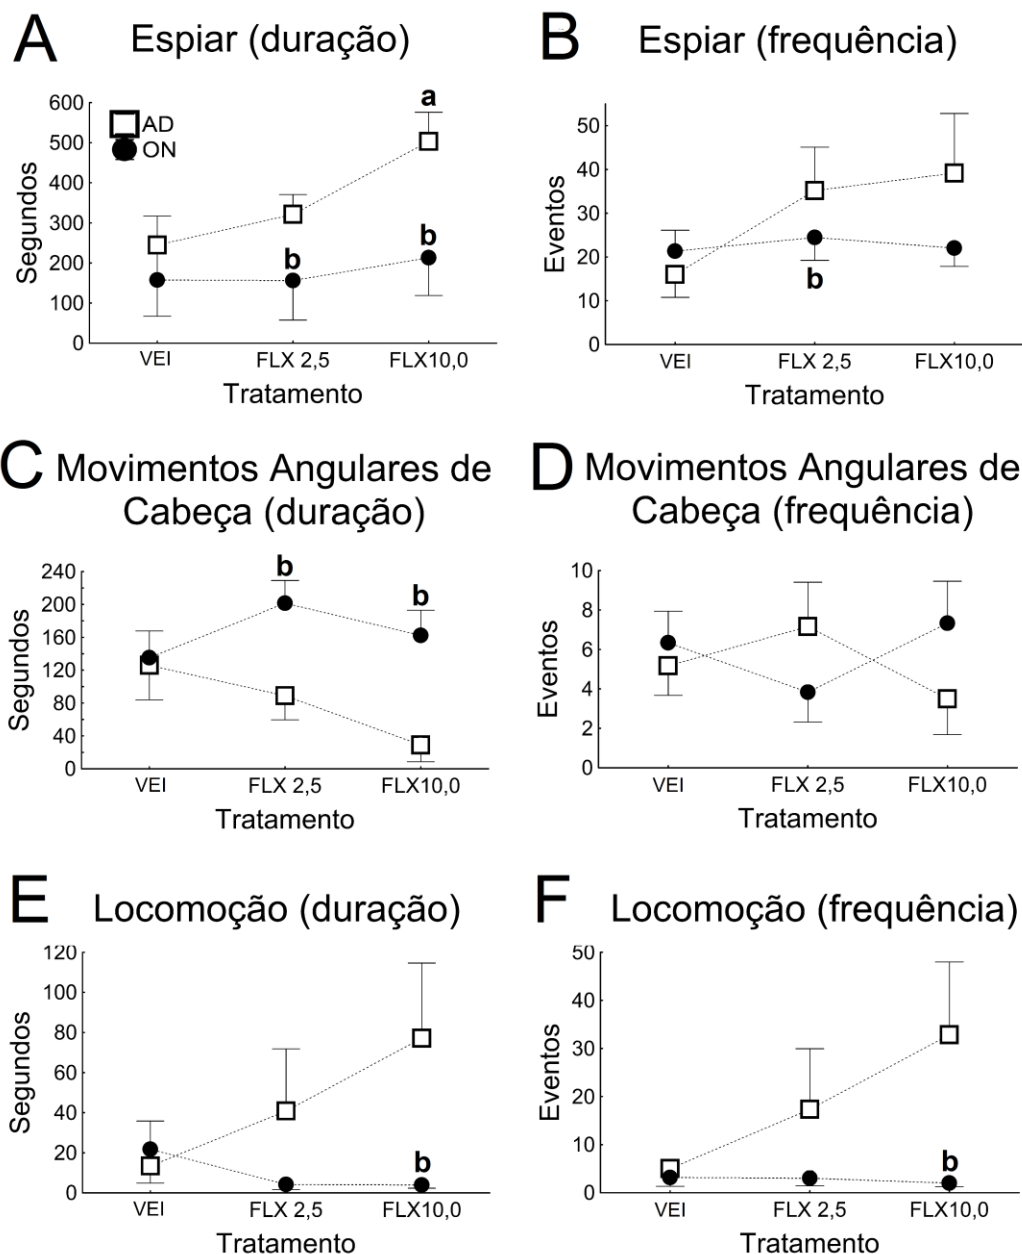 A
Espiar (duração)
a
600
500
400
300
200
100
0
Segundos
AD
ON
b
b
VEI
FLX 2,5
FLX10,0
Tratamento
B
Espiar (frequência)
50
40
30
20
10
0
Eventos
b
VEI
FLX 2,5
FLX10,0
Tratamento
C
Movimentos Angulares de
Cabeça (duração)
b
b
240
200
160
120
80
40
0
Segundos
VEI
FLX 2,5
FLX10,0
Tratamento
D
Movimentos Angulares de
Cabeça (frequência)
10
8
6
4
2
0
Eventos
VEI
FLX 2,5
FLX10,0
Tratamento
E
Locomoção (duração)
120
100
80
60
40
20
0
Segundos
b
VEI
FLX 2,5
FLX10,0
Tratamento
F
Locomoção (frequência)
50
40
30
20
10
0
Eventos
b
VEI
FLX 2,5
FLX10,0
Tratamento